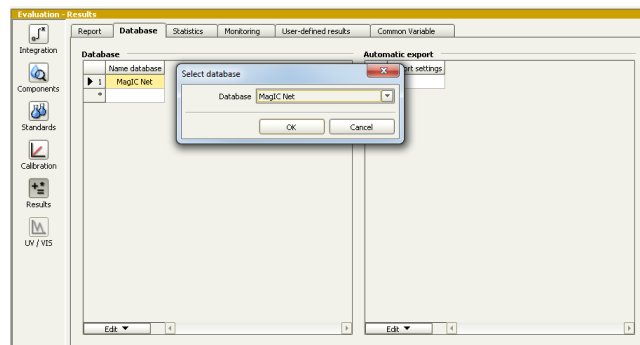 Evaluation - Results
Report Database Statistics Monitoring User-defined results Common Variable
Integration
Components
Standards
Calibration
Results
UV / VIS
Database
Name database
1 MagIC Net
*
Edit
Select database
Database MagIC Net
OK Cancel
Automatic export
ort settings
Edit